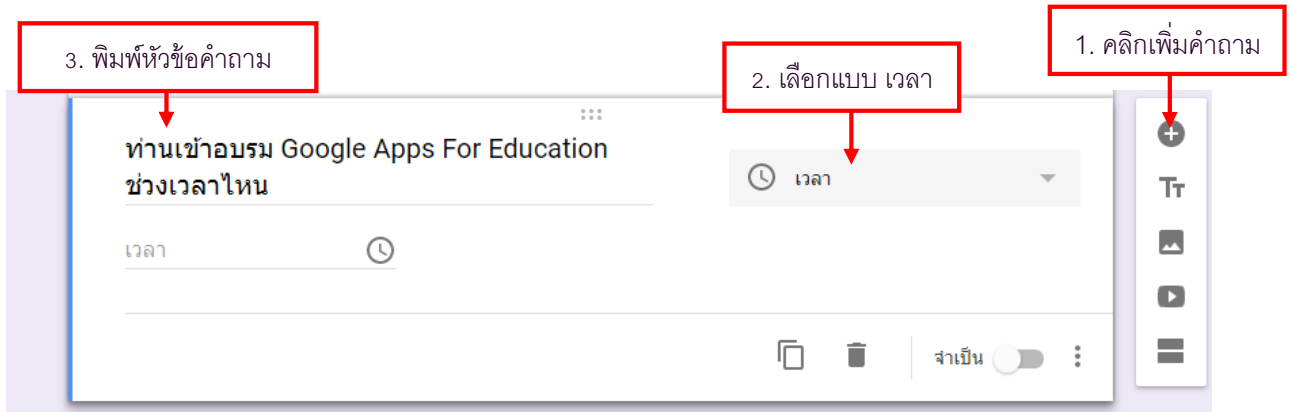 3. พิมพ์หัวข้อคำถาม
2. เลือกแบบ เวลา
1. คลิกเพิ่มคำถาม
ท่านเข้าอบรม Google Apps For Education
ช่วงเวลาไหน
เวลา
เวลา
Tт
จำเป็น